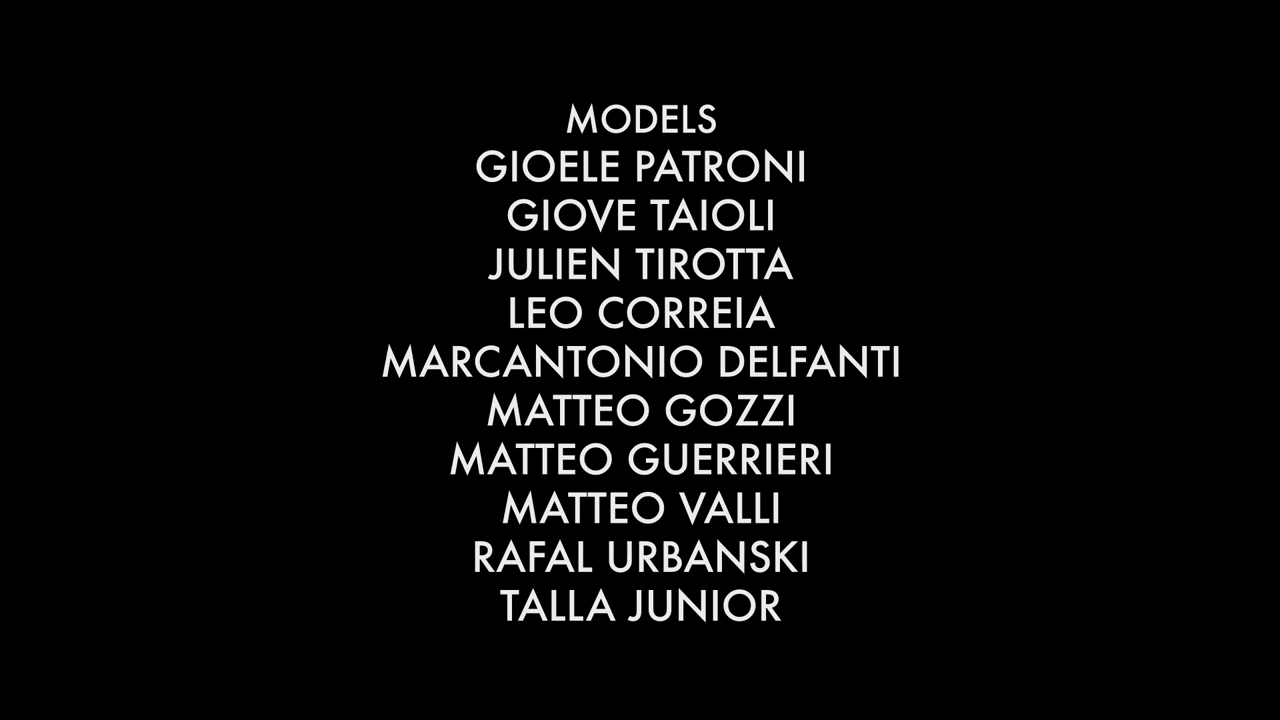 MODELS
GIOELE PATRONI
GIOVE TAIOLI
JULIEN TIROTTA
LEO CORREIA
MARCANTONIO DELFANTI
MATTEO GOZZI
MATTEO GUERRIERI
MATTEO VALLI
RAFAL URBANSKI
TALLA JUNIOR